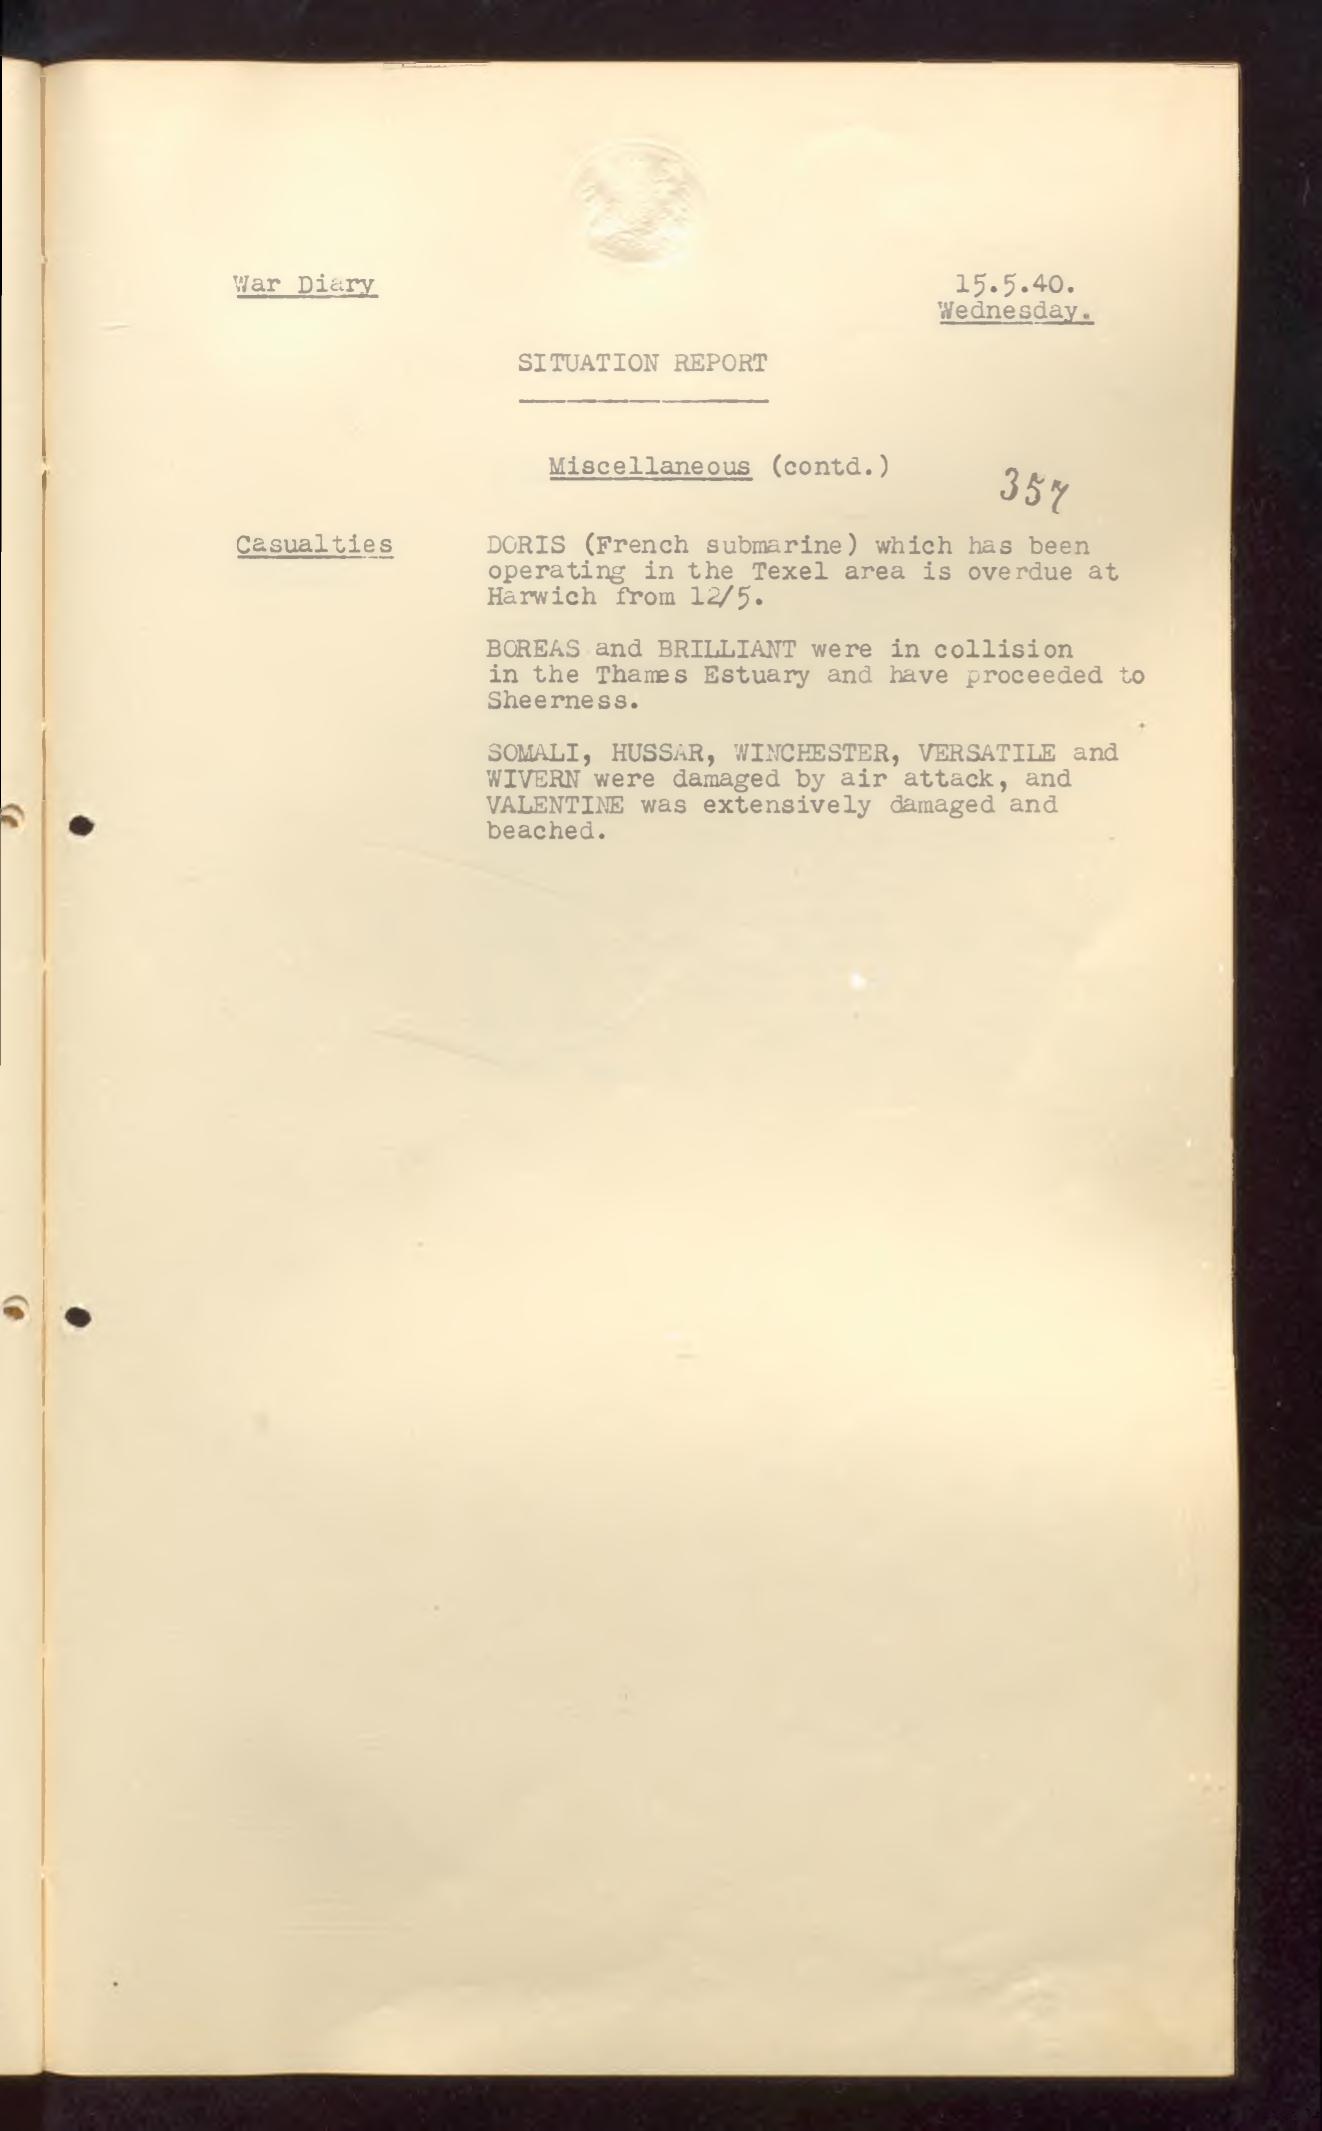 War Diary
15.5.40.
Wednesday.
SITUATION REPORT
Miscellaneous (contd.)
357
Casualties
DORIS (French submarine) which has been
operating in the Texel area is overdue at
Harwich from 12/5.
BOREAS and BRILLIANT were in collision
in the Thames Estuary and have proceeded to
Sheerness.
SOMALI, HUSSAR, WINCHESTER, VERSATILE and
WIVERN were damaged by air attack, and
VALENTINE was extensively damaged and
beached.